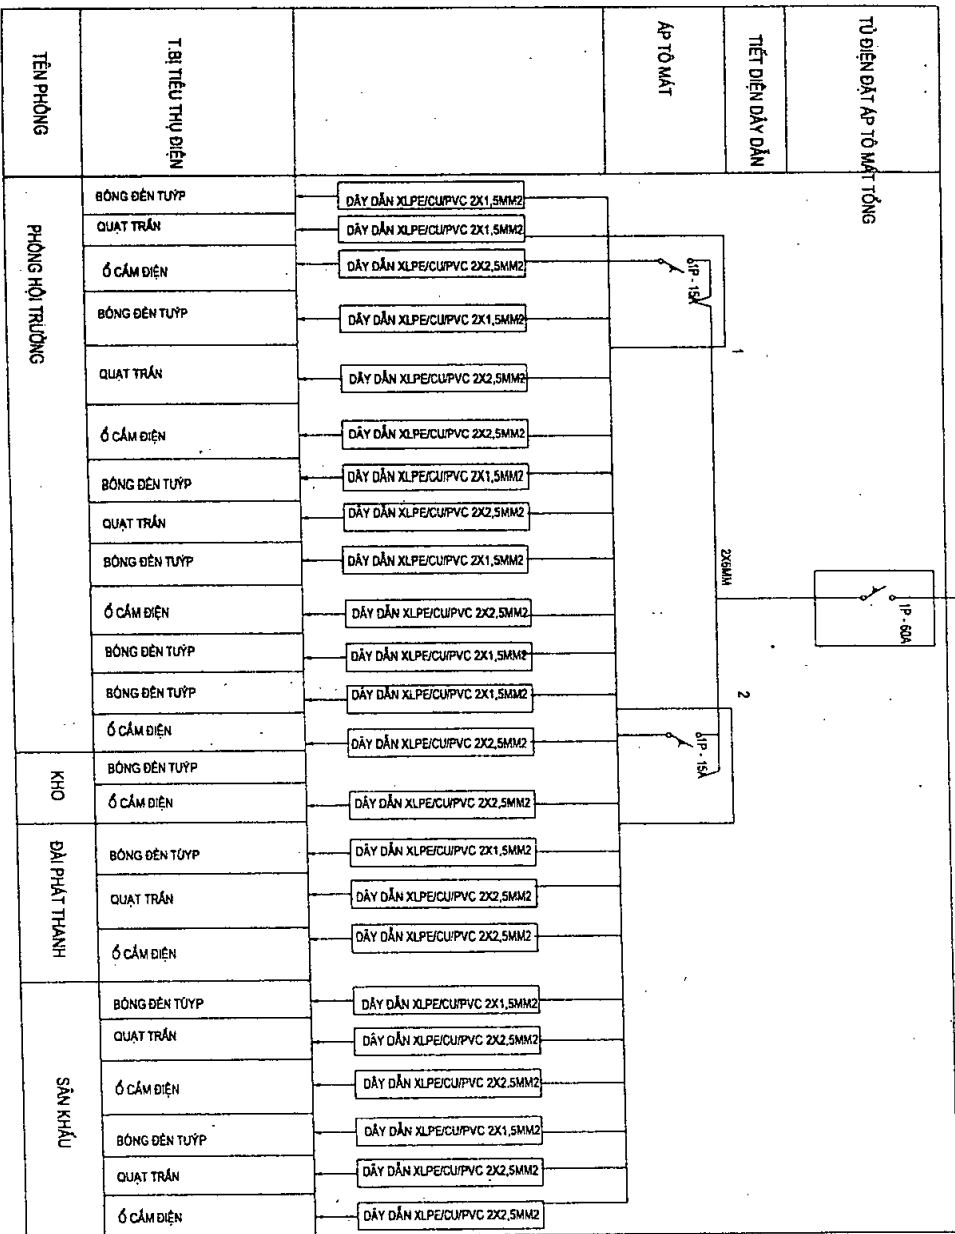 TÊN PHÒNG
T.BỊ TIÊU THỤ ĐIỆN
ÁP TÔ MÁT
TIẾT DIỆN DÂY DẪN
TỦ ĐIỆN ĐẶT ÁP TÔ MÁT TỔNG
PHÒNG HỘI TRƯỜNG
BÓNG ĐÈN TUÝP
DÂY DẪN XLPE/CU/PVC 2X1,5MM2
QUẠT TRẦN
DÂY DẪN XLPE/CU/PVC 2X1,5MM2
Ổ CẮM ĐIỆN
DÂY DẪN XLPE/CU/PVC 2X2,5MM2
1P - 15A
BÓNG ĐÈN TUÝP
DÂY DẪN XLPE/CU/PVC 2X1,5MM2
1
QUẠT TRẦN
DÂY DẪN XLPE/CU/PVC 2X2,5MM2
Ổ CẮM ĐIỆN
DÂY DẪN XLPE/CU/PVC 2X2,5MM2
BÓNG ĐÈN TUÝP
DÂY DẪN XLPE/CU/PVC 2X1,5MM2
QUẠT TRẦN
DÂY DẪN XLPE/CU/PVC 2X2,5MM2
BÓNG ĐÈN TUÝP
DÂY DẪN XLPE/CU/PVC 2X1,5MM2
2X6MM
1P - 60A
Ổ CẮM ĐIỆN
DÂY DẪN XLPE/CU/PVC 2X2,5MM2
BÓNG ĐÈN TUÝP
DÂY DẪN XLPE/CU/PVC 2X1,5MM2
BÓNG ĐÈN TUÝP
DÂY DẪN XLPE/CU/PVC 2X1,5MM2
2
Ổ CẮM ĐIỆN
DÂY DẪN XLPE/CU/PVC 2X2,5MM2
1P - 15A
KHO
BÓNG ĐÈN TUÝP
Ổ CẮM ĐIỆN
DÂY DẪN XLPE/CU/PVC 2X2,5MM2
ĐÀI PHÁT THANH
BÓNG ĐÈN TUÝP
DÂY DẪN XLPE/CU/PVC 2X1,5MM2
QUẠT TRẦN
DÂY DẪN XLPE/CU/PVC 2X2,5MM2
Ổ CẮM ĐIỆN
DÂY DẪN XLPE/CU/PVC 2X2,5MM2
SÂN KHẤU
BÓNG ĐÈN TUÝP
DÂY DẪN XLPE/CU/PVC 2X1,5MM2
QUẠT TRẦN
DÂY DẪN XLPE/CU/PVC 2X2,5MM2
Ổ CẮM ĐIỆN
DÂY DẪN XLPE/CU/PVC 2X2.5MM2
BÓNG ĐÈN TUÝP
DÂY DẪN XLPE/CU/PVC 2X1,5MM2
QUẠT TRẦN
DÂY DẪN XLPE/CU/PVC 2X2,5MM2
Ổ CẮM ĐIỆN
DÂY DẪN XLPE/CU/PVC 2X2,5MM2